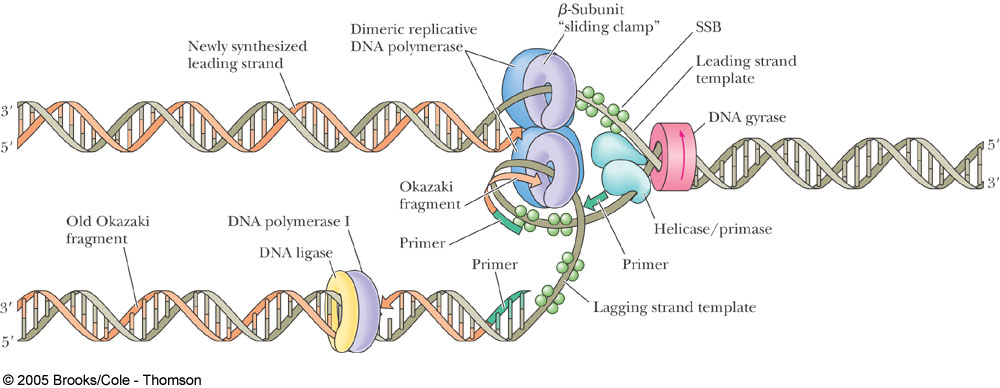 β-Subunit
“sliding clamp”
Dimeric replicative
DNA polymerase
SSB
Newly synthesized
leading strand
Leading strand
template
3′
5′
DNA gyrase
5′
3′
Okazaki
fragment
Old Okazaki
fragment
DNA polymerase I
DNA ligase
Primer
Helicase/primase
Primer
Primer
3′
5′
Lagging strand template
© 2005 Brooks/Cole - Thomson